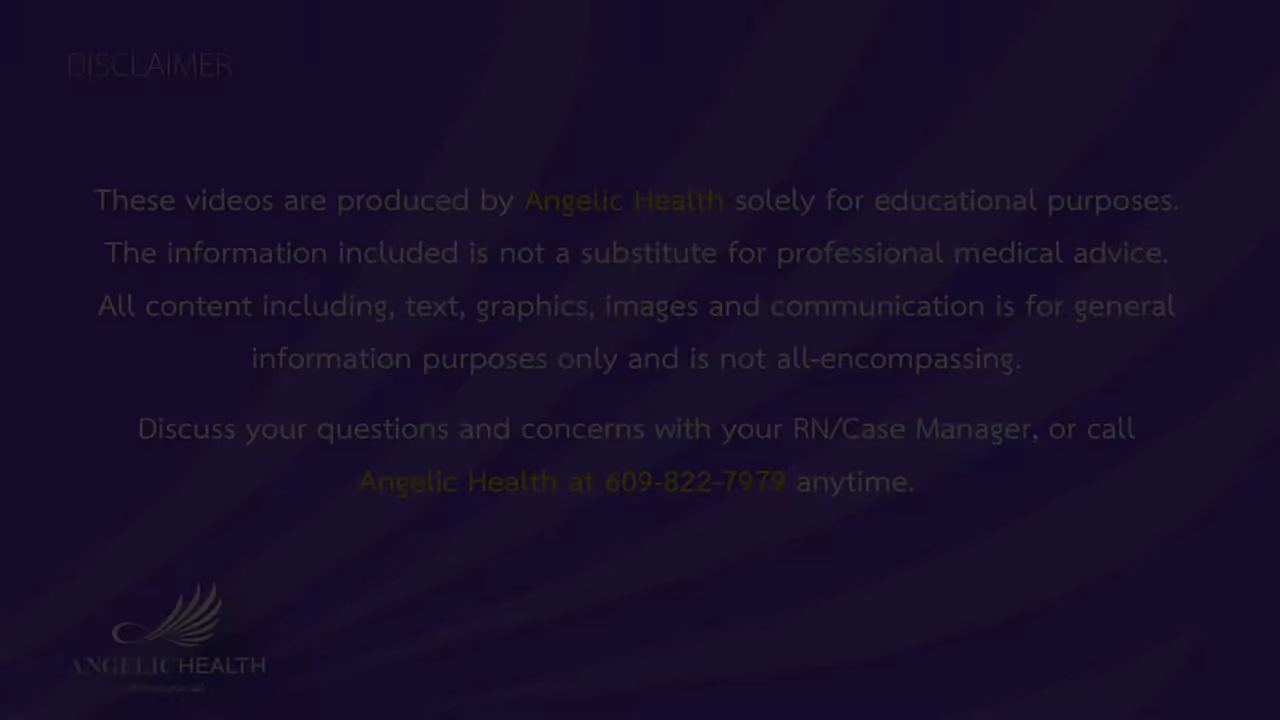 DISCLAIMER
These videos are produced by Angelic Health solely for educational purposes.
The information included is not a substitute for professional medical advice.
All content including, text, graphics, images and communication is for general
information purposes only and is not all-encompassing.
Discuss your questions and concerns with your RN/Case Manager, or call
Angelic Health at 609-822-7979 anytime.
ANGELICHEALTH